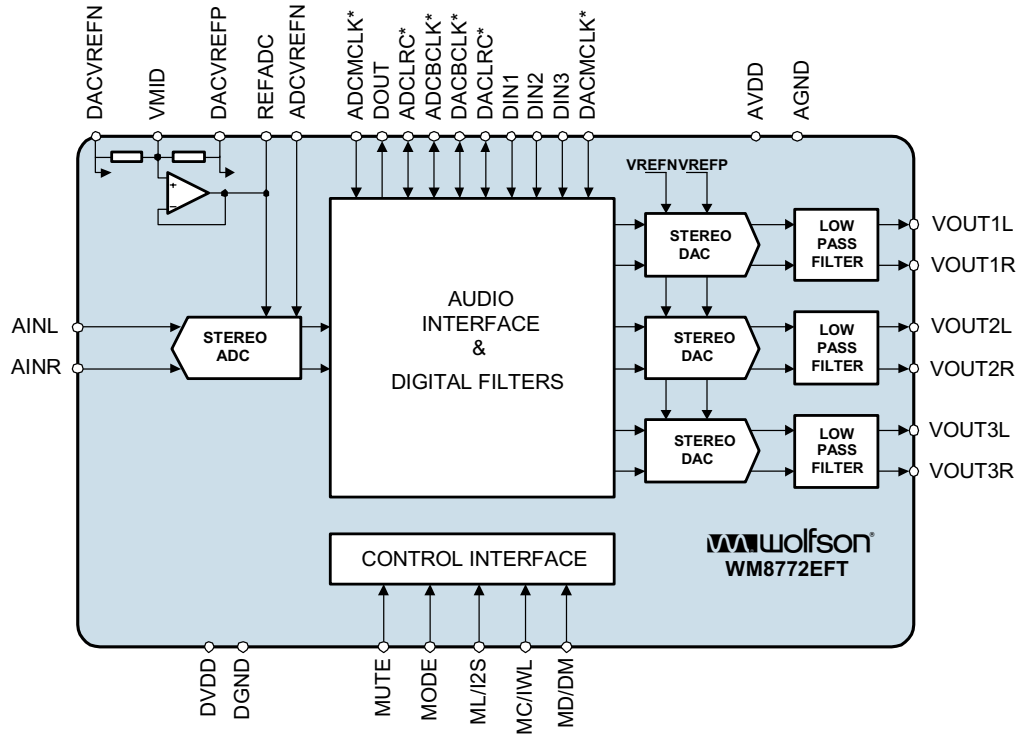 DACVREFN
VMID
DACVREFP
REFADC
ADCVREFN
ADCMCLK*
DOUT
ADCLRC*
ADCBCLK*
DACBCLK*
DACLRC*
DIN1
DIN2
DIN3
DACMCLK*
AVDD
AGND
+
−
VREFN VREFP
STEREO
DAC
LOW
PASS
FILTER
VOUT1L
VOUT1R
AINL
AINR
STEREO
ADC
AUDIO
INTERFACE
&
DIGITAL FILTERS
STEREO
DAC
LOW
PASS
FILTER
VOUT2L
VOUT2R
STEREO
DAC
LOW
PASS
FILTER
VOUT3L
VOUT3R
CONTROL INTERFACE
wolfson®
WM8772EFT
DVDD
DGND
MUTE
MODE
ML/I2S
MC/IWL
MD/DM